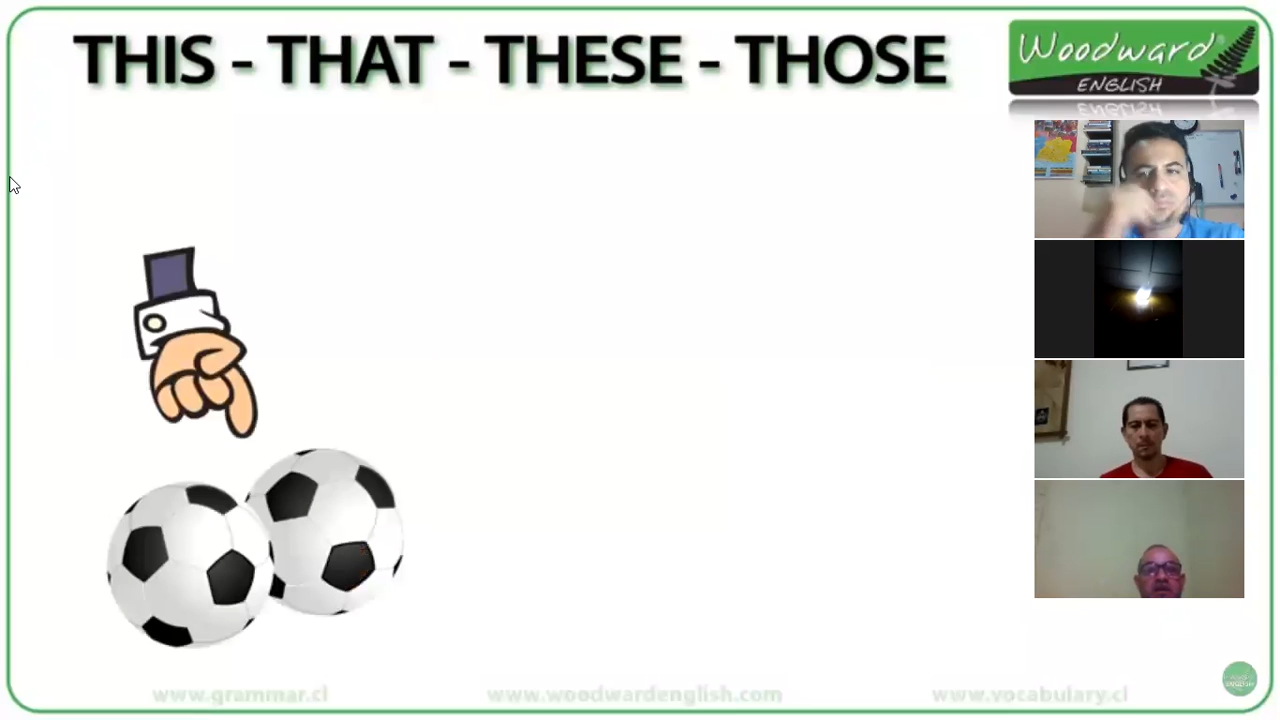 THIS - THAT - THESE - THOSE
Woodward
ENGLISH
www.grammar.cl
www.woodwardenglish.com
www.vocabulary.cl